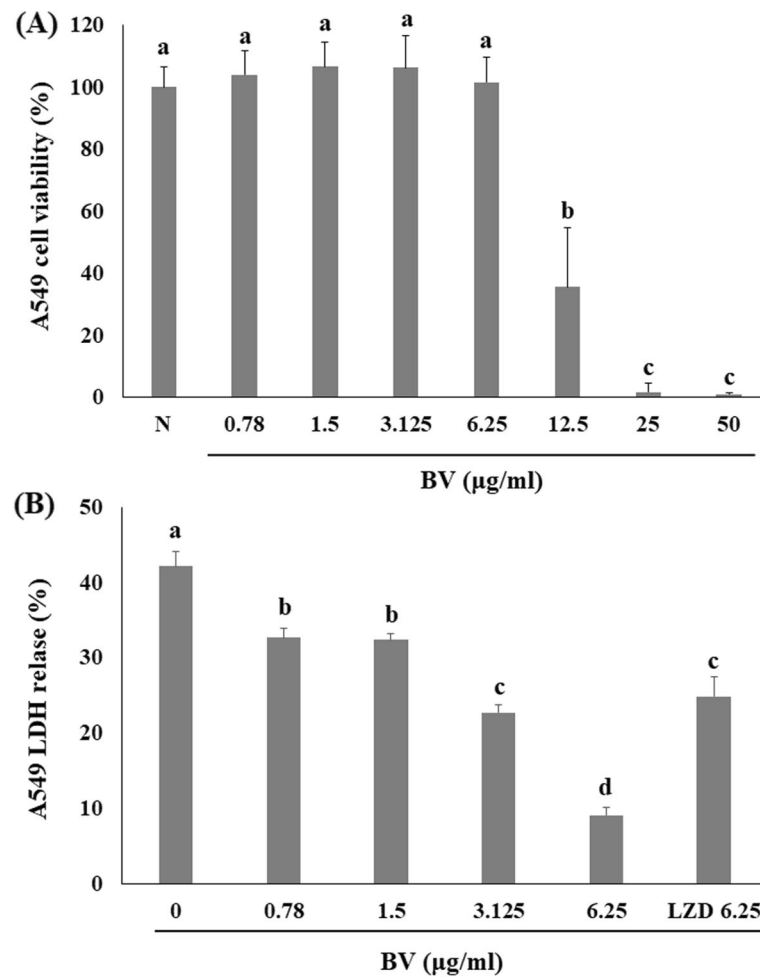 (A)
A549 cell viability (%)
120
100
80
60
40
20
0
a a a a a b c c
N 0.78 1.5 3.125 6.25 12.5 25 50
BV (µg/ml)
(B)
A549 LDH relase (%)
50
40
30
20
10
0
a b b c d c
0 0.78 1.5 3.125 6.25 LZD 6.25
BV (µg/ml)